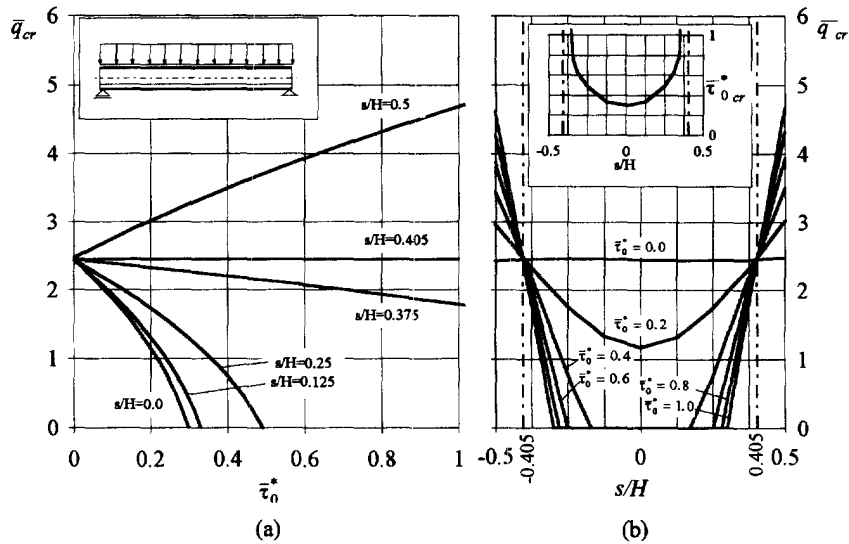 q̄cr
6
5
4
3
2
1
0
s/H=0.5
s/H=0.405
s/H=0.375
s/H=0.25
s/H=0.125
s/H=0.0
0
0.2
0.4
0.6
0.8
1
τ̄₀*
(a)
q̄cr
6
5
4
3
2
1
0
1
τ̄₀*cr
0
-0.5
0
0.5
s/H
τ̄₀* = 0.0
τ̄₀* = 0.2
τ̄₀* = 0.4
τ̄₀* = 0.6
τ̄₀* = 0.8
τ̄₀* = 1.0
-0.5
-0.405
0
0.405
0.5
s/H
(b)